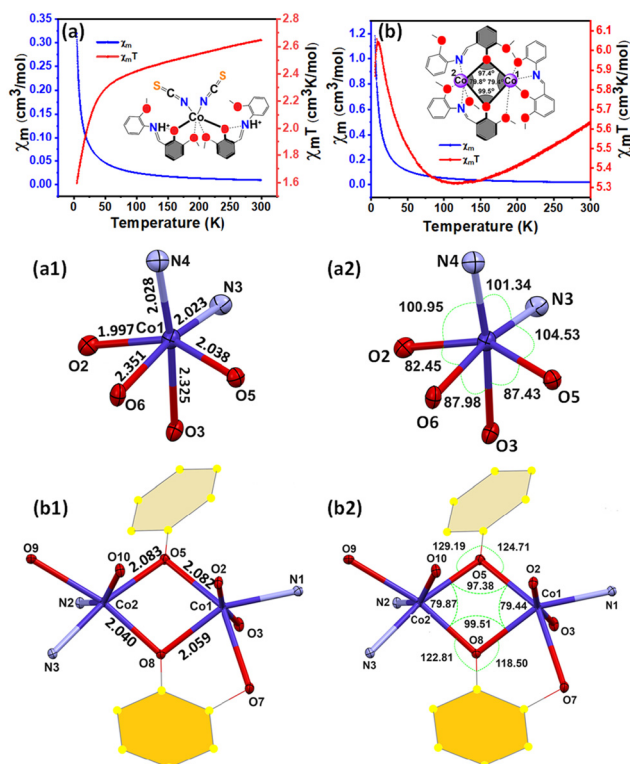 (a)
χm
χmT
χm (cm³/mol)
0.35
0.30
0.25
0.20
0.15
0.10
0.05
0.00
2.8
2.6
2.4
2.2
2.0
1.8
1.6
χmT (cm³K/mol)
S C N N C S
NH⁺ Co NH⁺
0 50 100 150 200 250 300
Temperature (K)
(b)
χm (cm³/mol)
1.2
1.0
0.8
0.6
0.4
0.2
0.0
6.1
6.0
5.8
5.7
5.6
5.4
5.3
χmT (cm³K/mol)
N N
2 97.4°
Co 79.8° 79.4° Co
99.5°
N N
χm
χmT
50 100 150 200 250 300
Temperature (K)
(a1)
N4
2.028
N3
2.023
Co1
1.997
O2
2.038
2.351
O5
O6
2.325
O3
(a2)
N4
101.34
N3
100.95
104.53
O2
82.45
O5
O6
87.98
87.43
O3
(b1)
O9
O10
2.083
O5
2.082
O2
N1
N2
Co2
Co1
O3
2.040
2.059
N3
O8
O7
(b2)
129.19
124.71
O9
O10
O5
O2
97.38
Co1
N2
79.87
79.44
N1
Co2
99.51
O3
N3
O8
122.81
118.50
O7